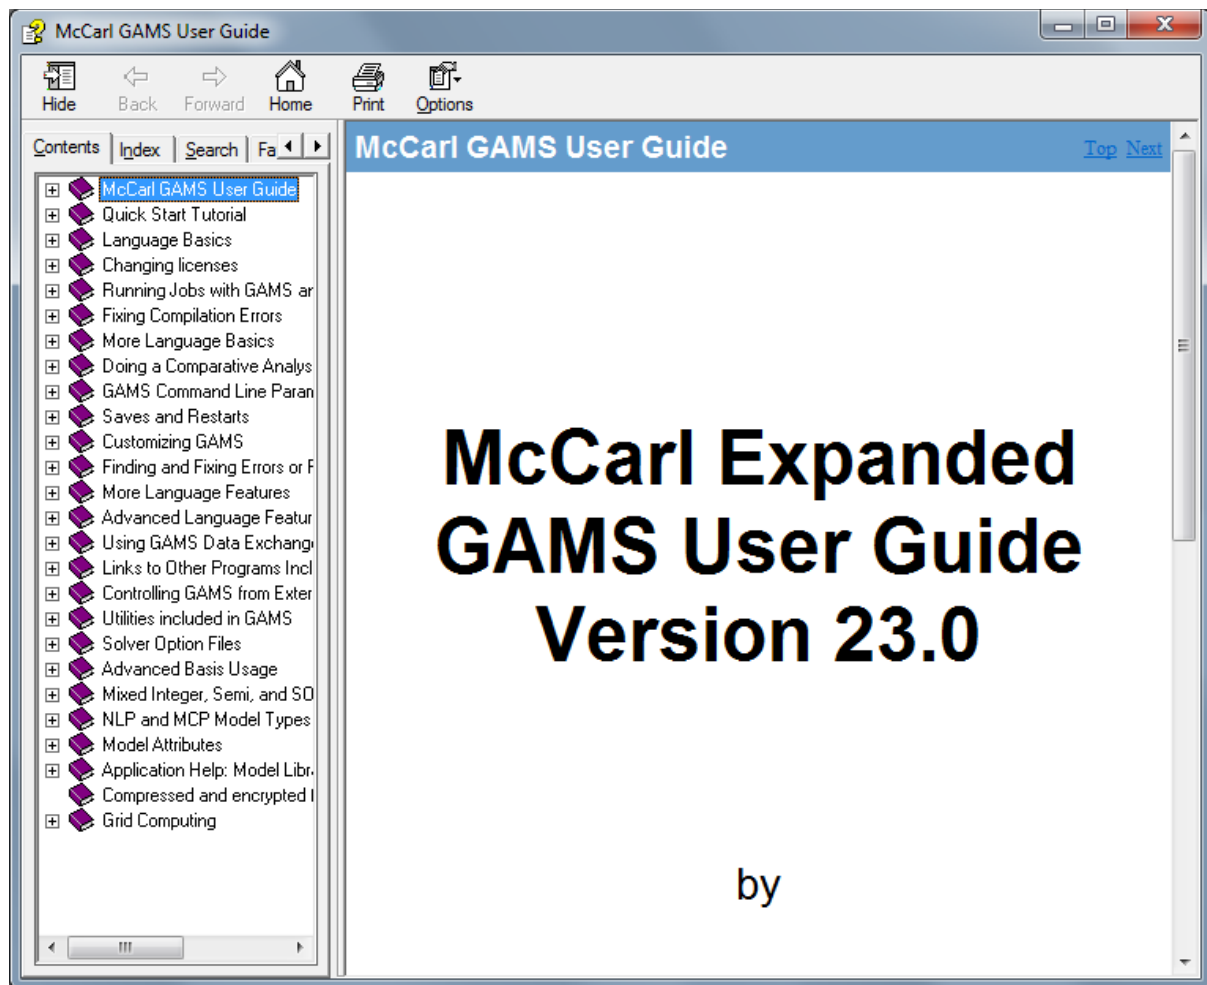 McCarl GAMS User Guide
Hide Back Forward Home Print Options
Contents Index Search Fa
McCarl GAMS User Guide
Top Next
McCarl GAMS User Guide
Quick Start Tutorial
Language Basics
Changing licenses
Running Jobs with GAMS ar
Fixing Compilation Errors
More Language Basics
Doing a Comparative Analys
GAMS Command Line Paran
Saves and Restarts
Customizing GAMS
Finding and Fixing Errors or F
More Language Features
Advanced Language Featur
Using GAMS Data Exchang
Links to Other Programs Incl
Controlling GAMS from Exter
Utilities included in GAMS
Solver Option Files
Advanced Basis Usage
Mixed Integer, Semi, and SO
NLP and MCP Model Types
Model Attributes
Application Help: Model Libr
Compressed and encrypted
Grid Computing
McCarl Expanded
GAMS User Guide
Version 23.0
by